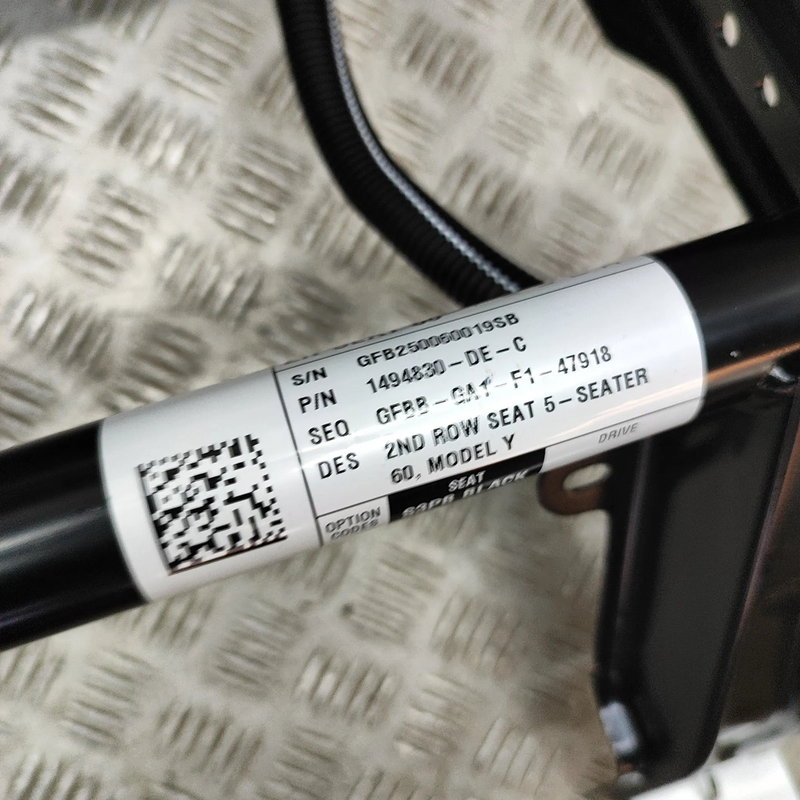 S/N GFB250060019SB
P/N 1494830-DE-C
SEQ GFBB-GA1-F1-47918
DES 2ND ROW SEAT 5-SEATER
60, MODEL Y
OPTION CODES
SEAT
BLACK
DRIVE